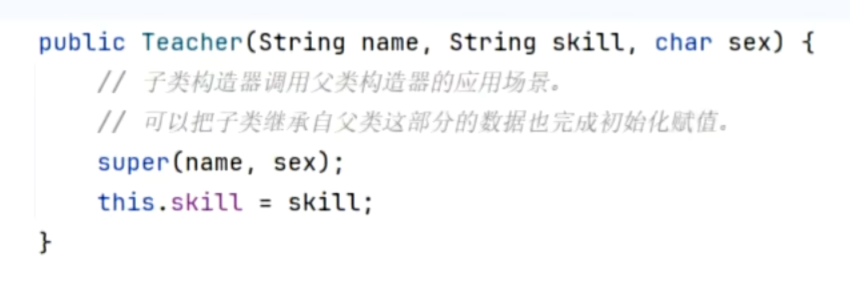 public Teacher(String name, String skill, char sex) {
// 子类构造器调用父类构造器的应用场景。
// 可以把子类继承自父类这部分的数据也完成初始化赋值。
super(name, sex);
this.skill = skill;
}